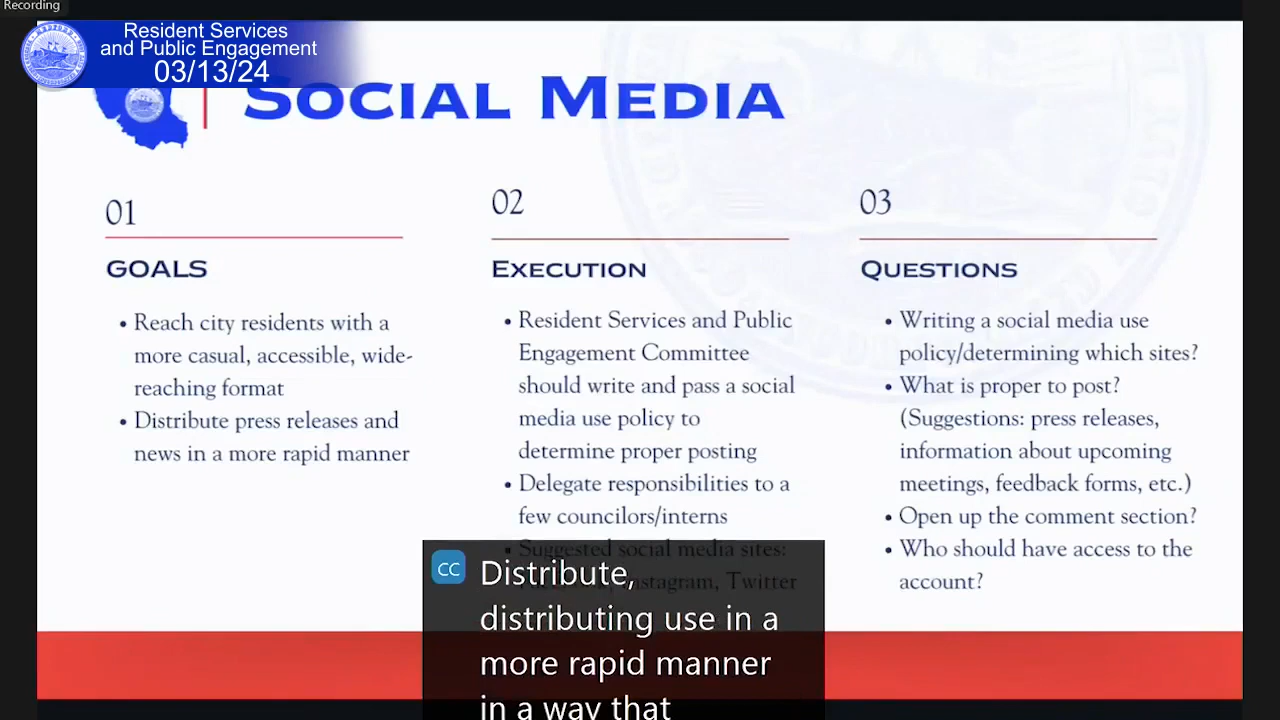 Recording
Resident Services
and Public Engagement
03/13/24
SOCIAL MEDIA
01
GOALS
• Reach city residents with a
more casual, accessible, wide-
reaching format
• Distribute press releases and
news in a more rapid manner
02
EXECUTION
• Resident Services and Public
Engagement Committee
should write and pass a social
media use policy to
determine proper posting
• Delegate responsibilities to a
few councilors/interns
• Suggested social media sites:
Instagram, Twitter
03
QUESTIONS
• Writing a social media use
policy/determining which sites?
• What is proper to post?
(Suggestions: press releases,
information about upcoming
meetings, feedback forms, etc.)
• Open up the comment section?
• Who should have access to the
account?
CC
Distribute,
distributing use in a
more rapid manner
in a way that